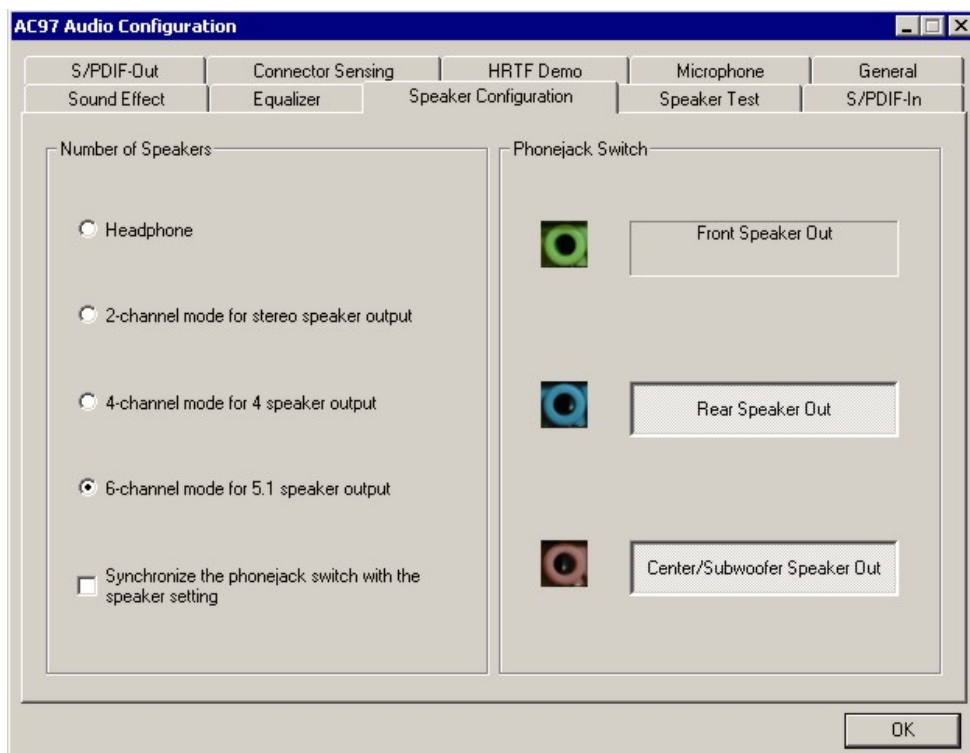 AC97 Audio Configuration
S/PDIF-Out Connector Sensing HRTF Demo Microphone General
Sound Effect Equalizer Speaker Configuration Speaker Test S/PDIF-In
Number of Speakers
Headphone
2-channel mode for stereo speaker output
4-channel mode for 4 speaker output
6-channel mode for 5.1 speaker output
Synchronize the phonejack switch with the
speaker setting
Phonejack Switch
Front Speaker Out
Rear Speaker Out
Center/Subwoofer Speaker Out
OK